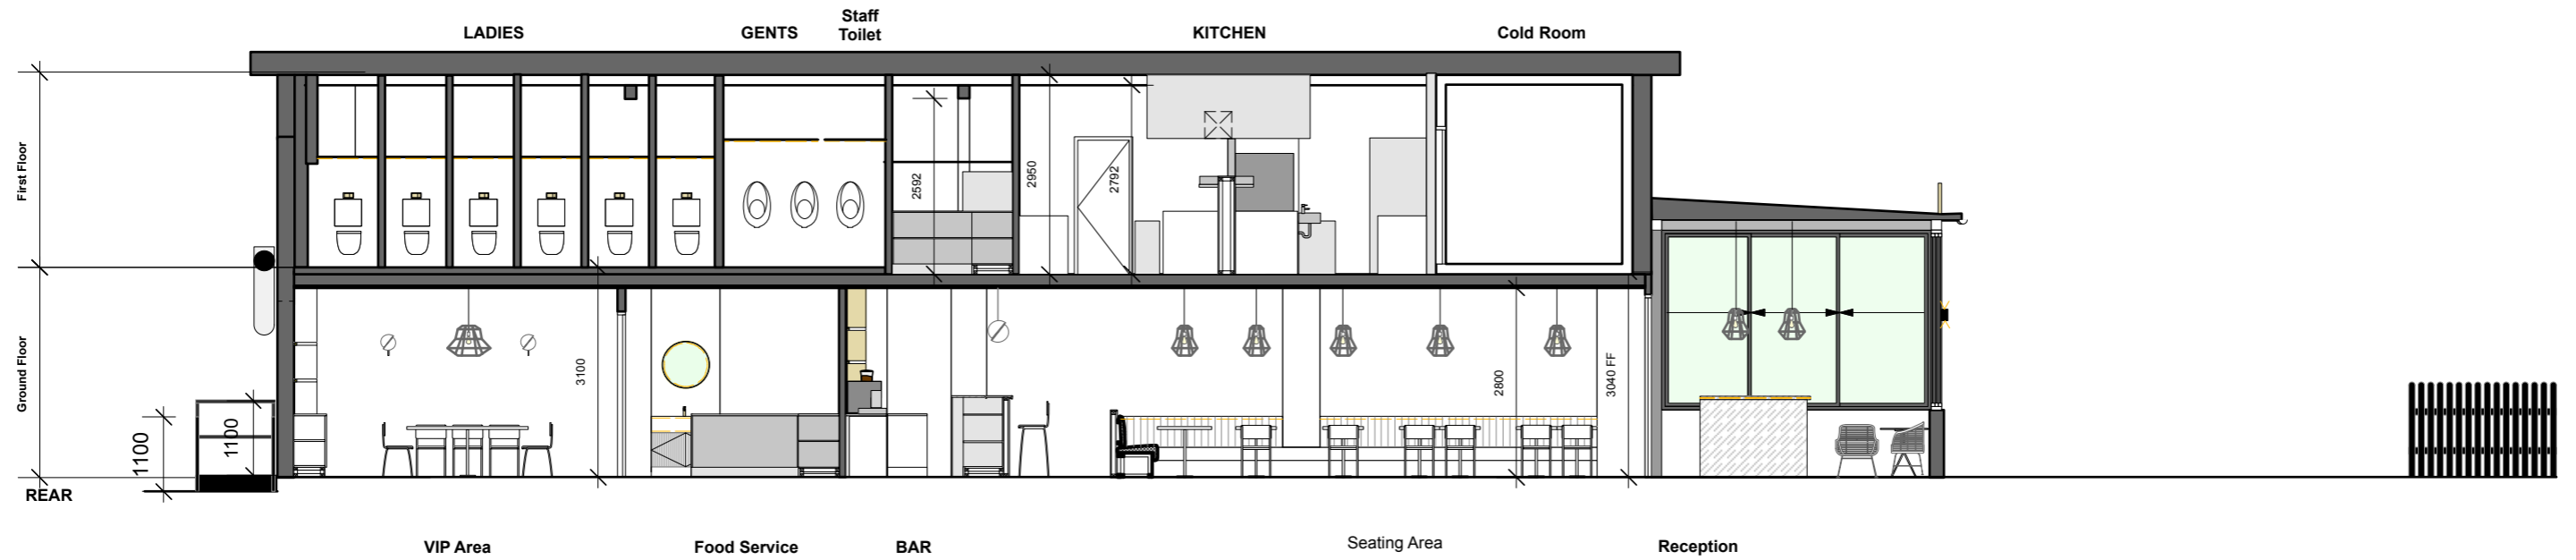 LADIES
GENTS
Staff
Toilet
KITCHEN
Cold Room
First Floor
2592
2950
2792
Ground Floor
3100
2800
3040 FF
1100
1100
REAR
VIP Area
Food Service
BAR
Seating Area
Reception